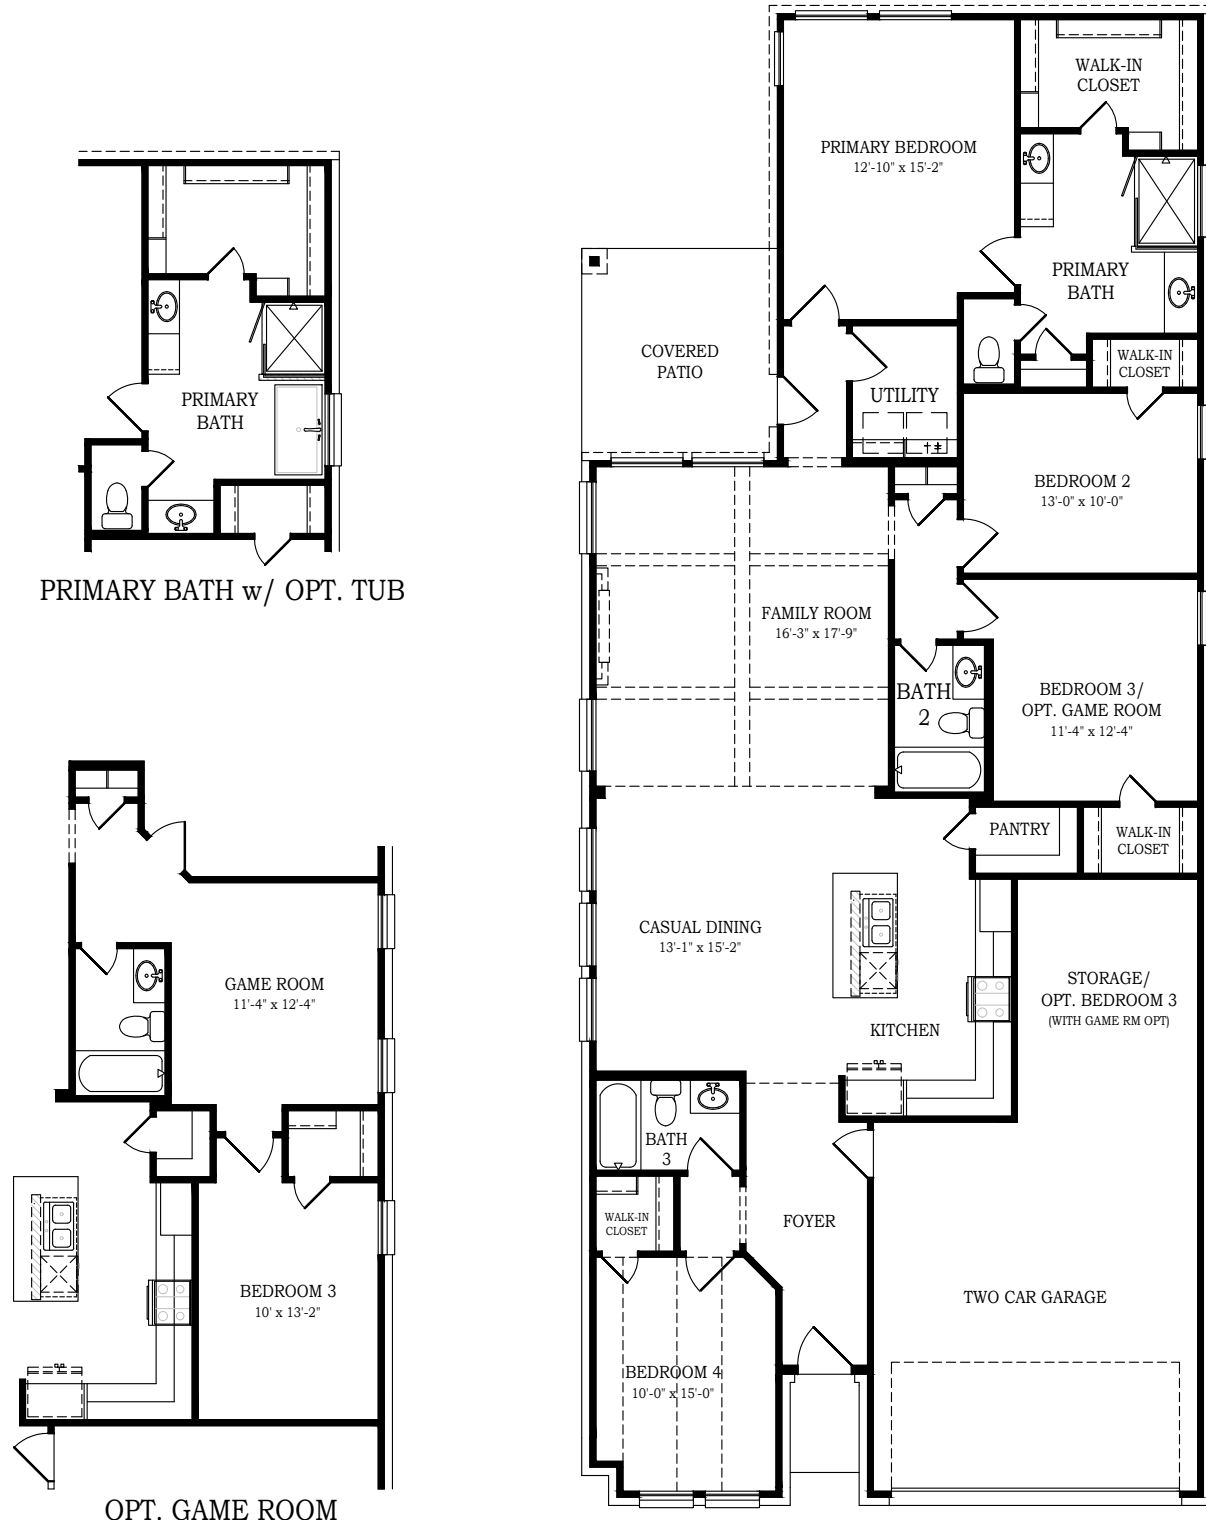 WALK-IN
CLOSET
PRIMARY BEDROOM
12'-10" x 15'-2"
PRIMARY
BATH
COVERED
PATIO
WALK-IN
CLOSET
UTILITY
PRIMARY
BATH
BEDROOM 2
13'-0" x 10'-0"
PRIMARY BATH w/ OPT. TUB
FAMILY ROOM
16'-3" x 17'-9"
BATH
2
BEDROOM 3/
OPT. GAME ROOM
11'-4" x 12'-4"
PANTRY
WALK-IN
CLOSET
CASUAL DINING
13'-1" x 15'-2"
GAME ROOM
11'-4" x 12'-4"
STORAGE/
OPT. BEDROOM 3
(WITH GAME RM OPT)
KITCHEN
BATH
3
WALK-IN
CLOSET
FOYER
BEDROOM 3
10' x 13'-2"
TWO CAR GARAGE
BEDROOM 4
10'-0" x 15'-0"
OPT. GAME ROOM